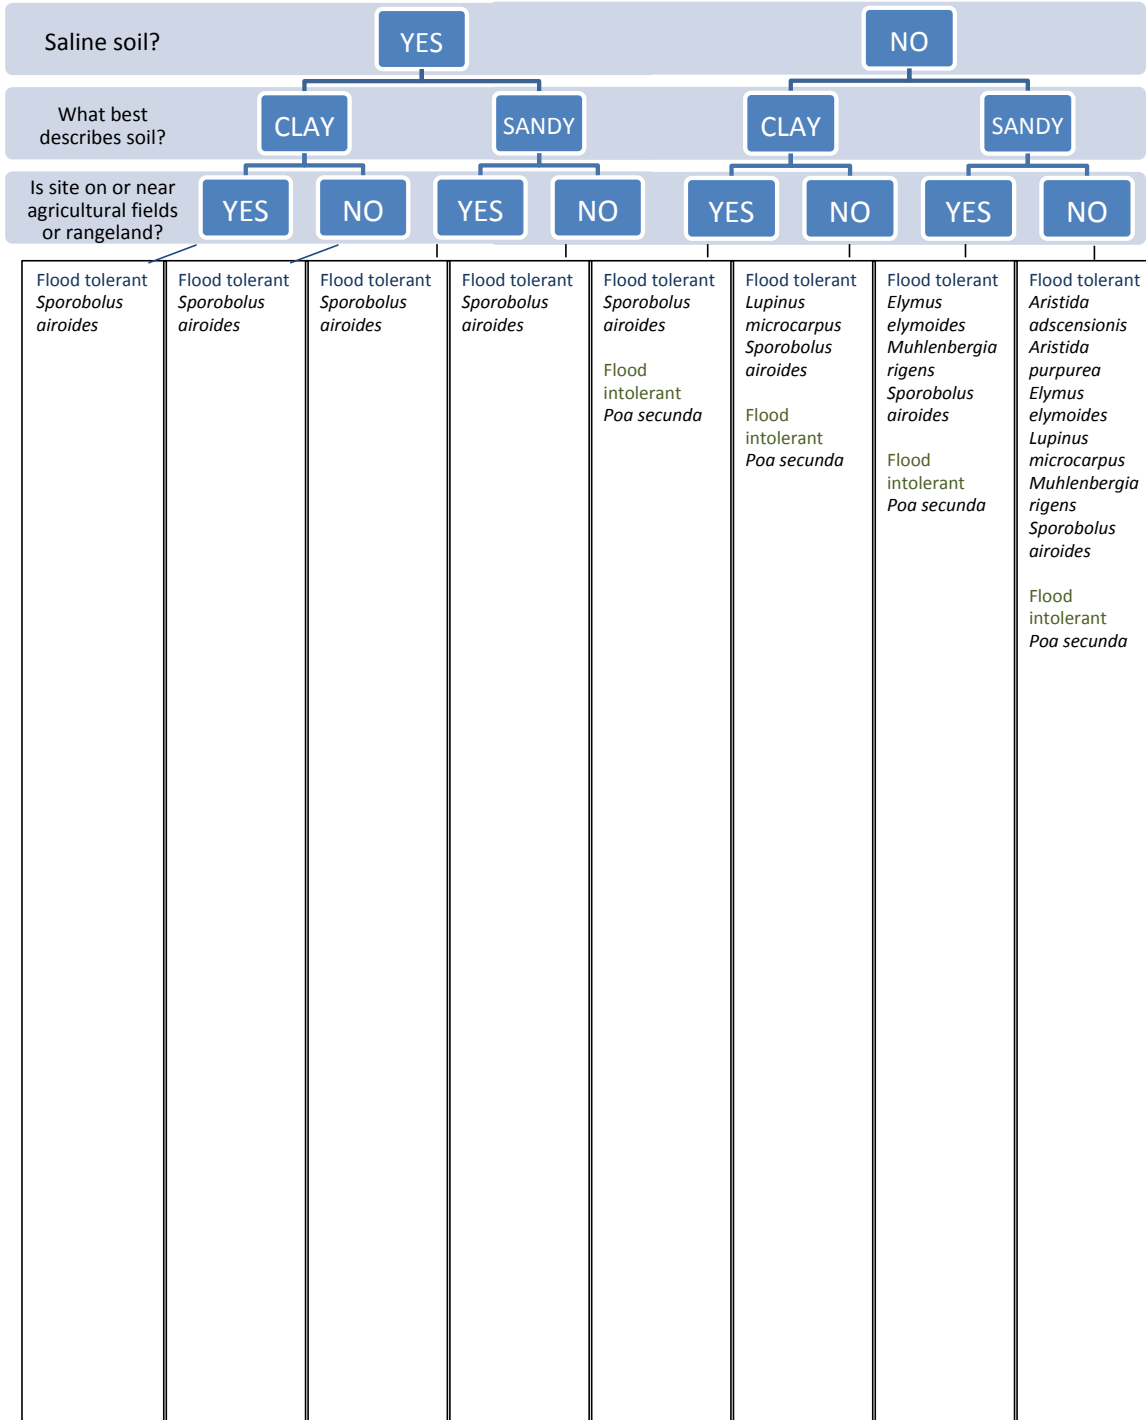 Saline soil?
YES
NO
What best
describes soil?
CLAY
SANDY
CLAY
SANDY
Is site on or near
agricultural fields
or rangeland?
YES
NO
YES
NO
YES
NO
YES
NO
Flood tolerant
Sporobolus
airoides
Flood tolerant
Sporobolus
airoides
Flood tolerant
Sporobolus
airoides
Flood tolerant
Sporobolus
airoides
Flood tolerant
Sporobolus
airoides
Flood
intolerant
Poa secunda
Flood tolerant
Lupinus
microcarpus
Sporobolus
airoides
Flood
intolerant
Poa secunda
Flood tolerant
Elymus
elymoides
Muhlenbergia
rigens
Sporobolus
airoides
Flood
intolerant
Poa secunda
Flood tolerant
Aristida
adscensionis
Aristida
purpurea
Elymus
elymoides
Lupinus
microcarpus
Muhlenbergia
rigens
Sporobolus
airoides
Flood
intolerant
Poa secunda